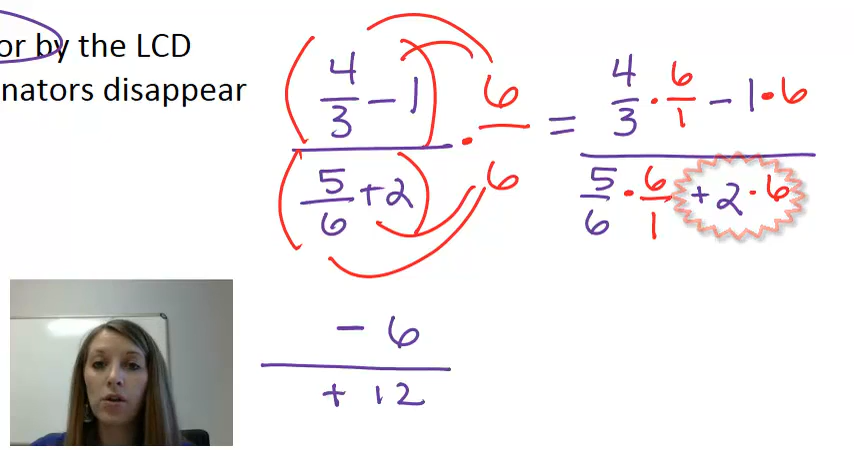 or by the LCD
nators disappear
(4/3 − 1) / (5/6 + 2) · 6/6 = (4/3 · 6/1 − 1 · 6) / (5/6 · 6/1 + 2 · 6)
− 6
+ 12